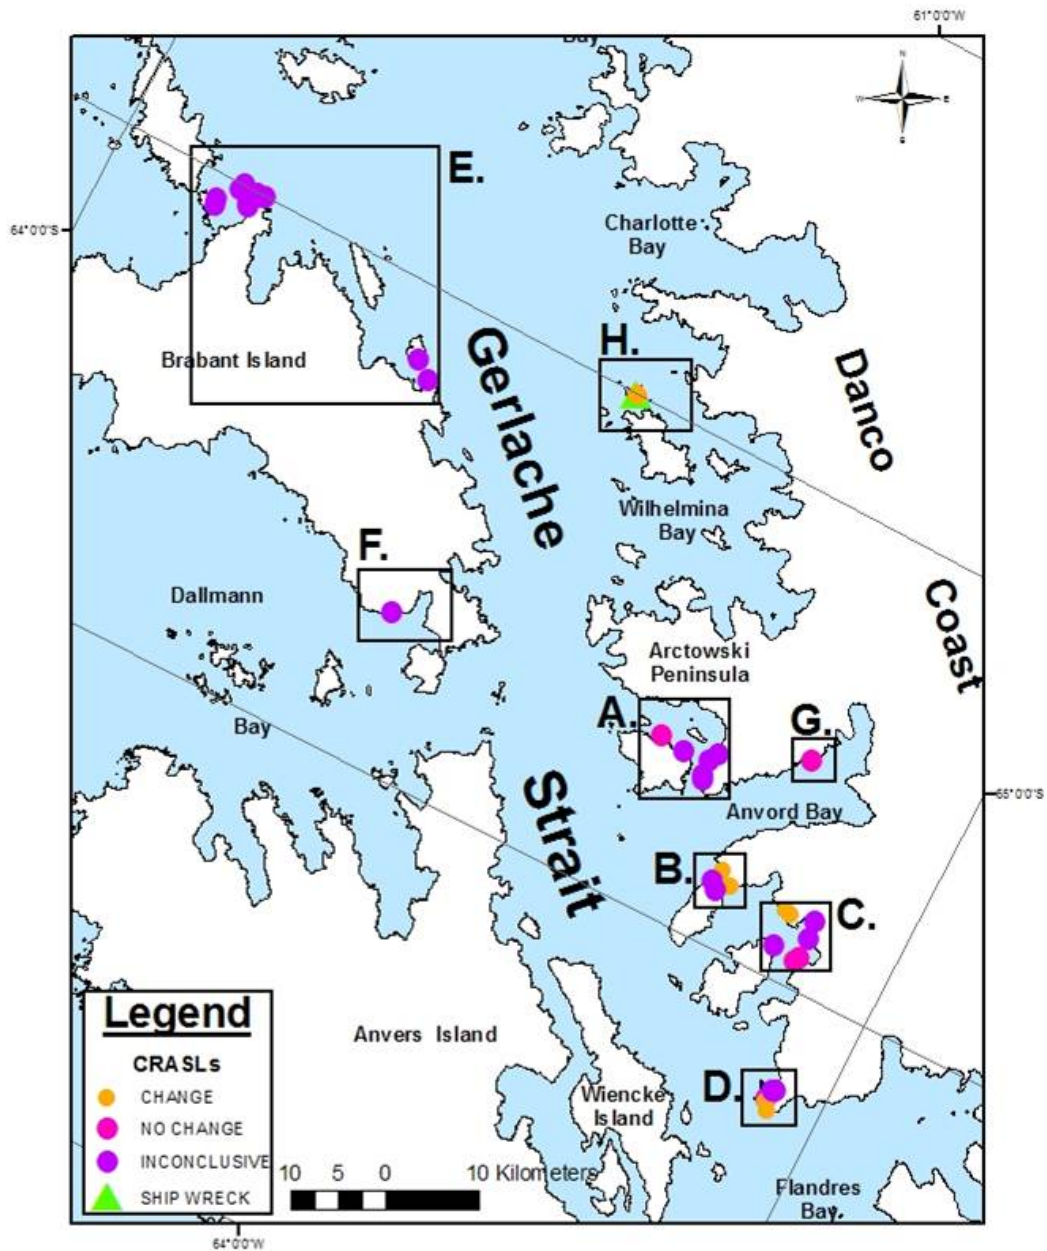 61°0'0"W
Bay
N
W
E
S
E.
64°0'0"S
Charlotte
Bay
H.
Brabant Island
Gerlache
Danco
Wilhelmina
Bay
F.
Dallmann
Coast
Arctowski
Peninsula
A.
G.
Bay
Strait
65°0'0"S
Anvord Bay
B.
C.
Legend
CRASLs
CHANGE
NO CHANGE
INCONCLUSIVE
SHIP WRECK
Anvers Island
D.
Wiencke
Island
10 5 0 10 Kilometers
Flandres
Bay
64°0'0"W